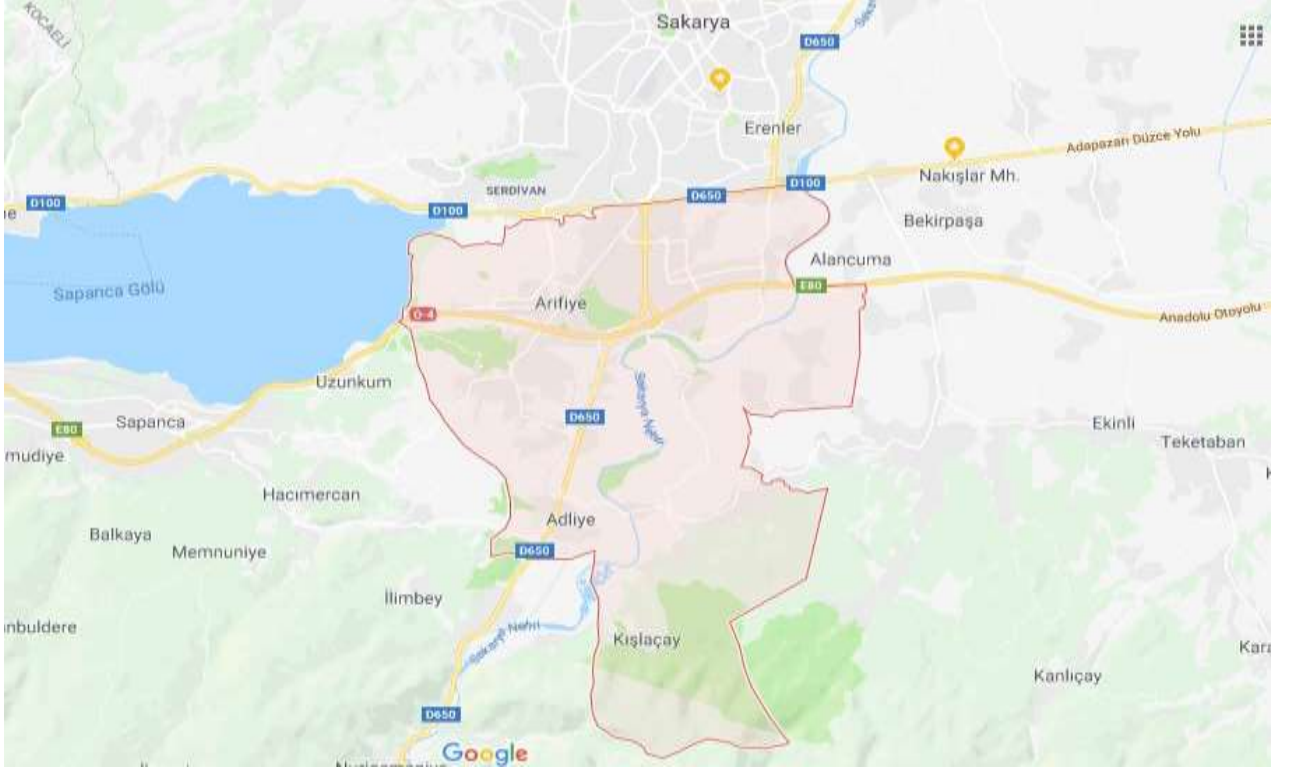 KOCAELİ
Sakarya
D650
Erenler
Adapazarı Düzce Yolu
Nakışlar Mh.
SERDİVAN
D650
D100
D100
D100
Bekirpaşa
Alancuma
Sapanca Gölü
E80
Arifiye
O-4
Anadolu Otoyolu
Uzunkum
Sakarya Nehri
D650
Sapanca
E80
Ekinli
Teketaban
mudiye
Hacımercan
Adliye
Balkaya
Memnuniye
D650
İlimbey
nbuldere
Sakarya Nehri
Kışlaçay
Kanlıçay
D650
Google